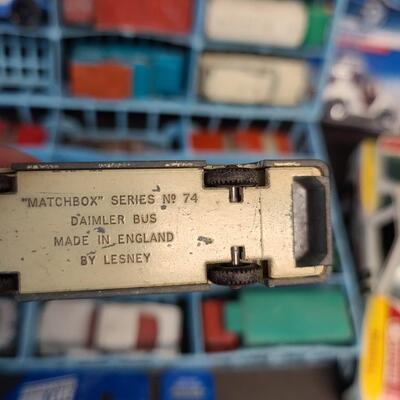 "MATCHBOX" SERIES Nº 74
DAIMLER BUS
MADE IN ENGLAND
BY LESNEY